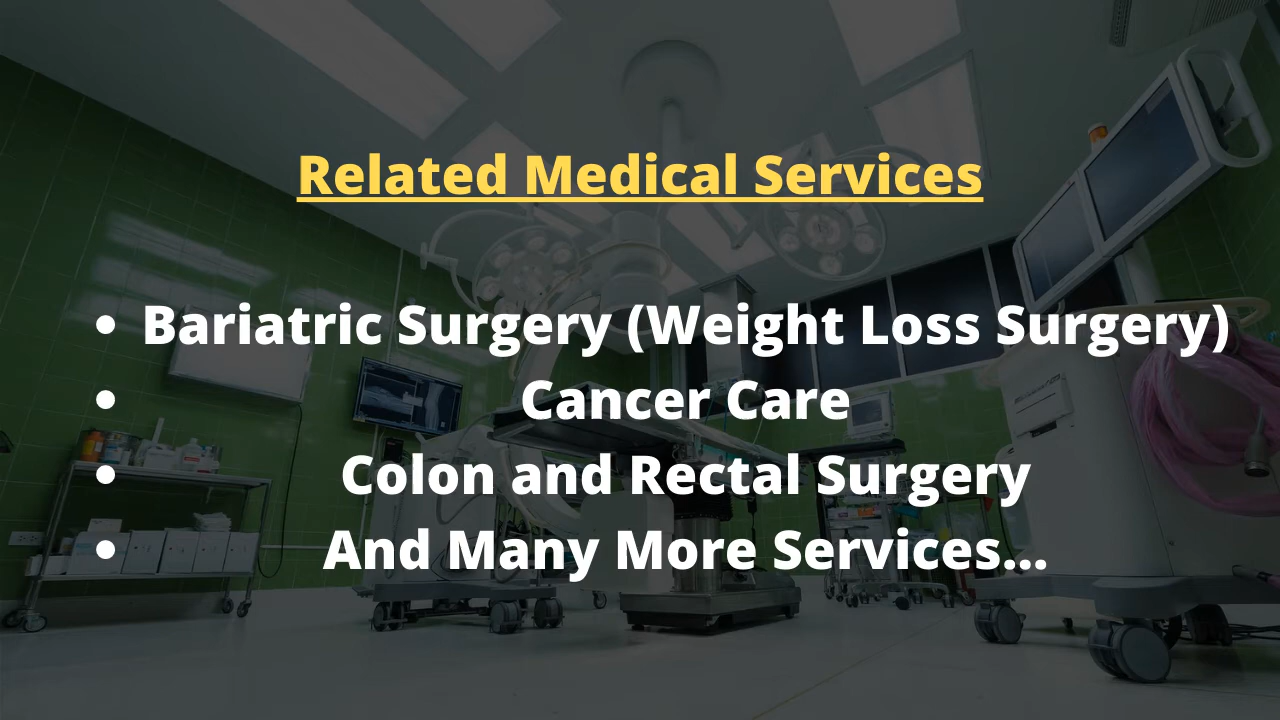 Related Medical Services
• Bariatric Surgery (Weight Loss Surgery)
• Cancer Care
• Colon and Rectal Surgery
• And Many More Services...